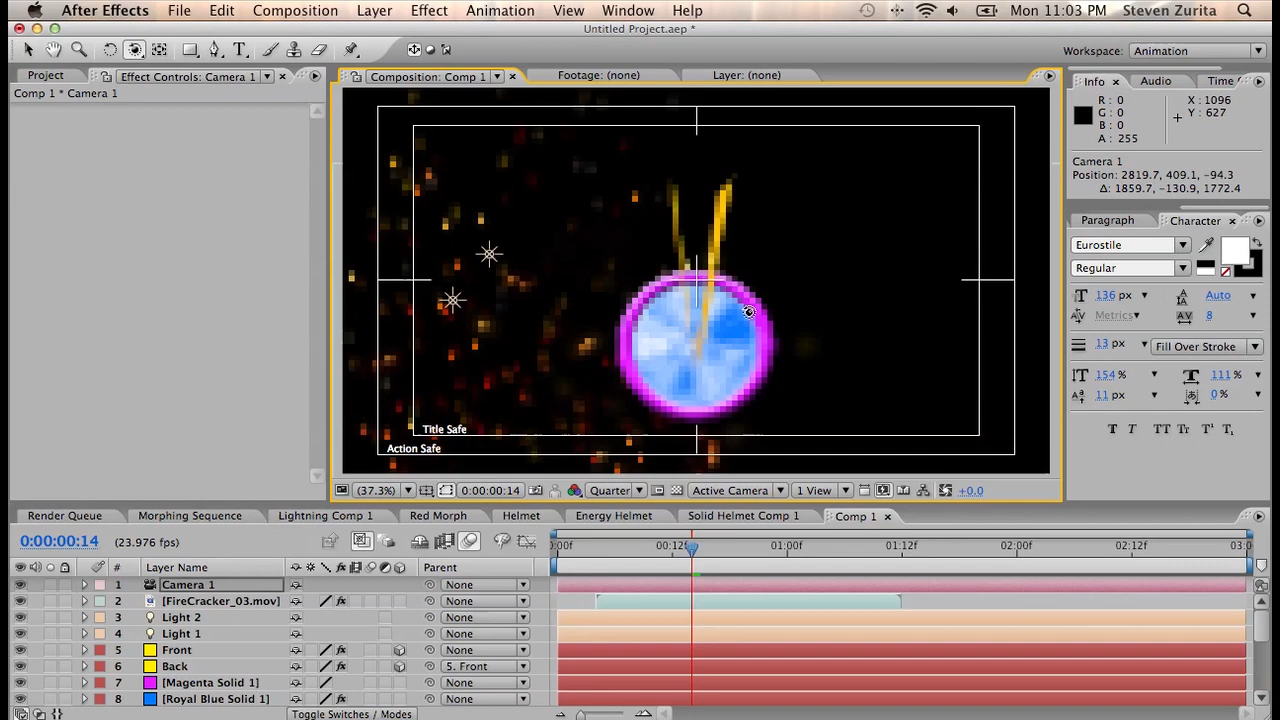 After Effects File Edit Composition Layer Effect Animation View Window Help Mon 11:03 PM Steven Zurita
Untitled Project.aep *
Workspace: Animation
Project Effect Controls: Camera 1 Composition: Comp 1 Footage: (none) Layer: (none) Info Audio Time
Comp 1 * Camera 1
R: 0 X: 1096
G: 0 Y: 627
B: 0
A: 255
Camera 1
Position: 2819.7, 409.1, -94.3
Δ: 1859.7, -130.9, 1772.4
Paragraph Character
Eurostile
Regular
136 px Auto
Metrics 8
13 px Fill Over Stroke
154 % 111 %
11 px 0 %
T T TT Tr T¹ T₁
Title Safe
Action Safe
(37.3%) 0:00:00:14 Quarter Active Camera 1 View +0.0
Render Queue Morphing Sequence Lightning Comp 1 Red Morph Helmet Energy Helmet Solid Helmet Comp 1 Comp 1
0:00:00:14 (23.976 fps)
:00f 00:12f 01:00f 01:12f 02:00f 02:12f 03:0
# Layer Name Parent
1 Camera 1 None
2 [FireCracker_03.mov] None
3 Light 2 None
4 Light 1 None
5 Front None
6 Back 5. Front
7 [Magenta Solid 1] None
8 [Royal Blue Solid 1] None
Toggle Switches / Modes